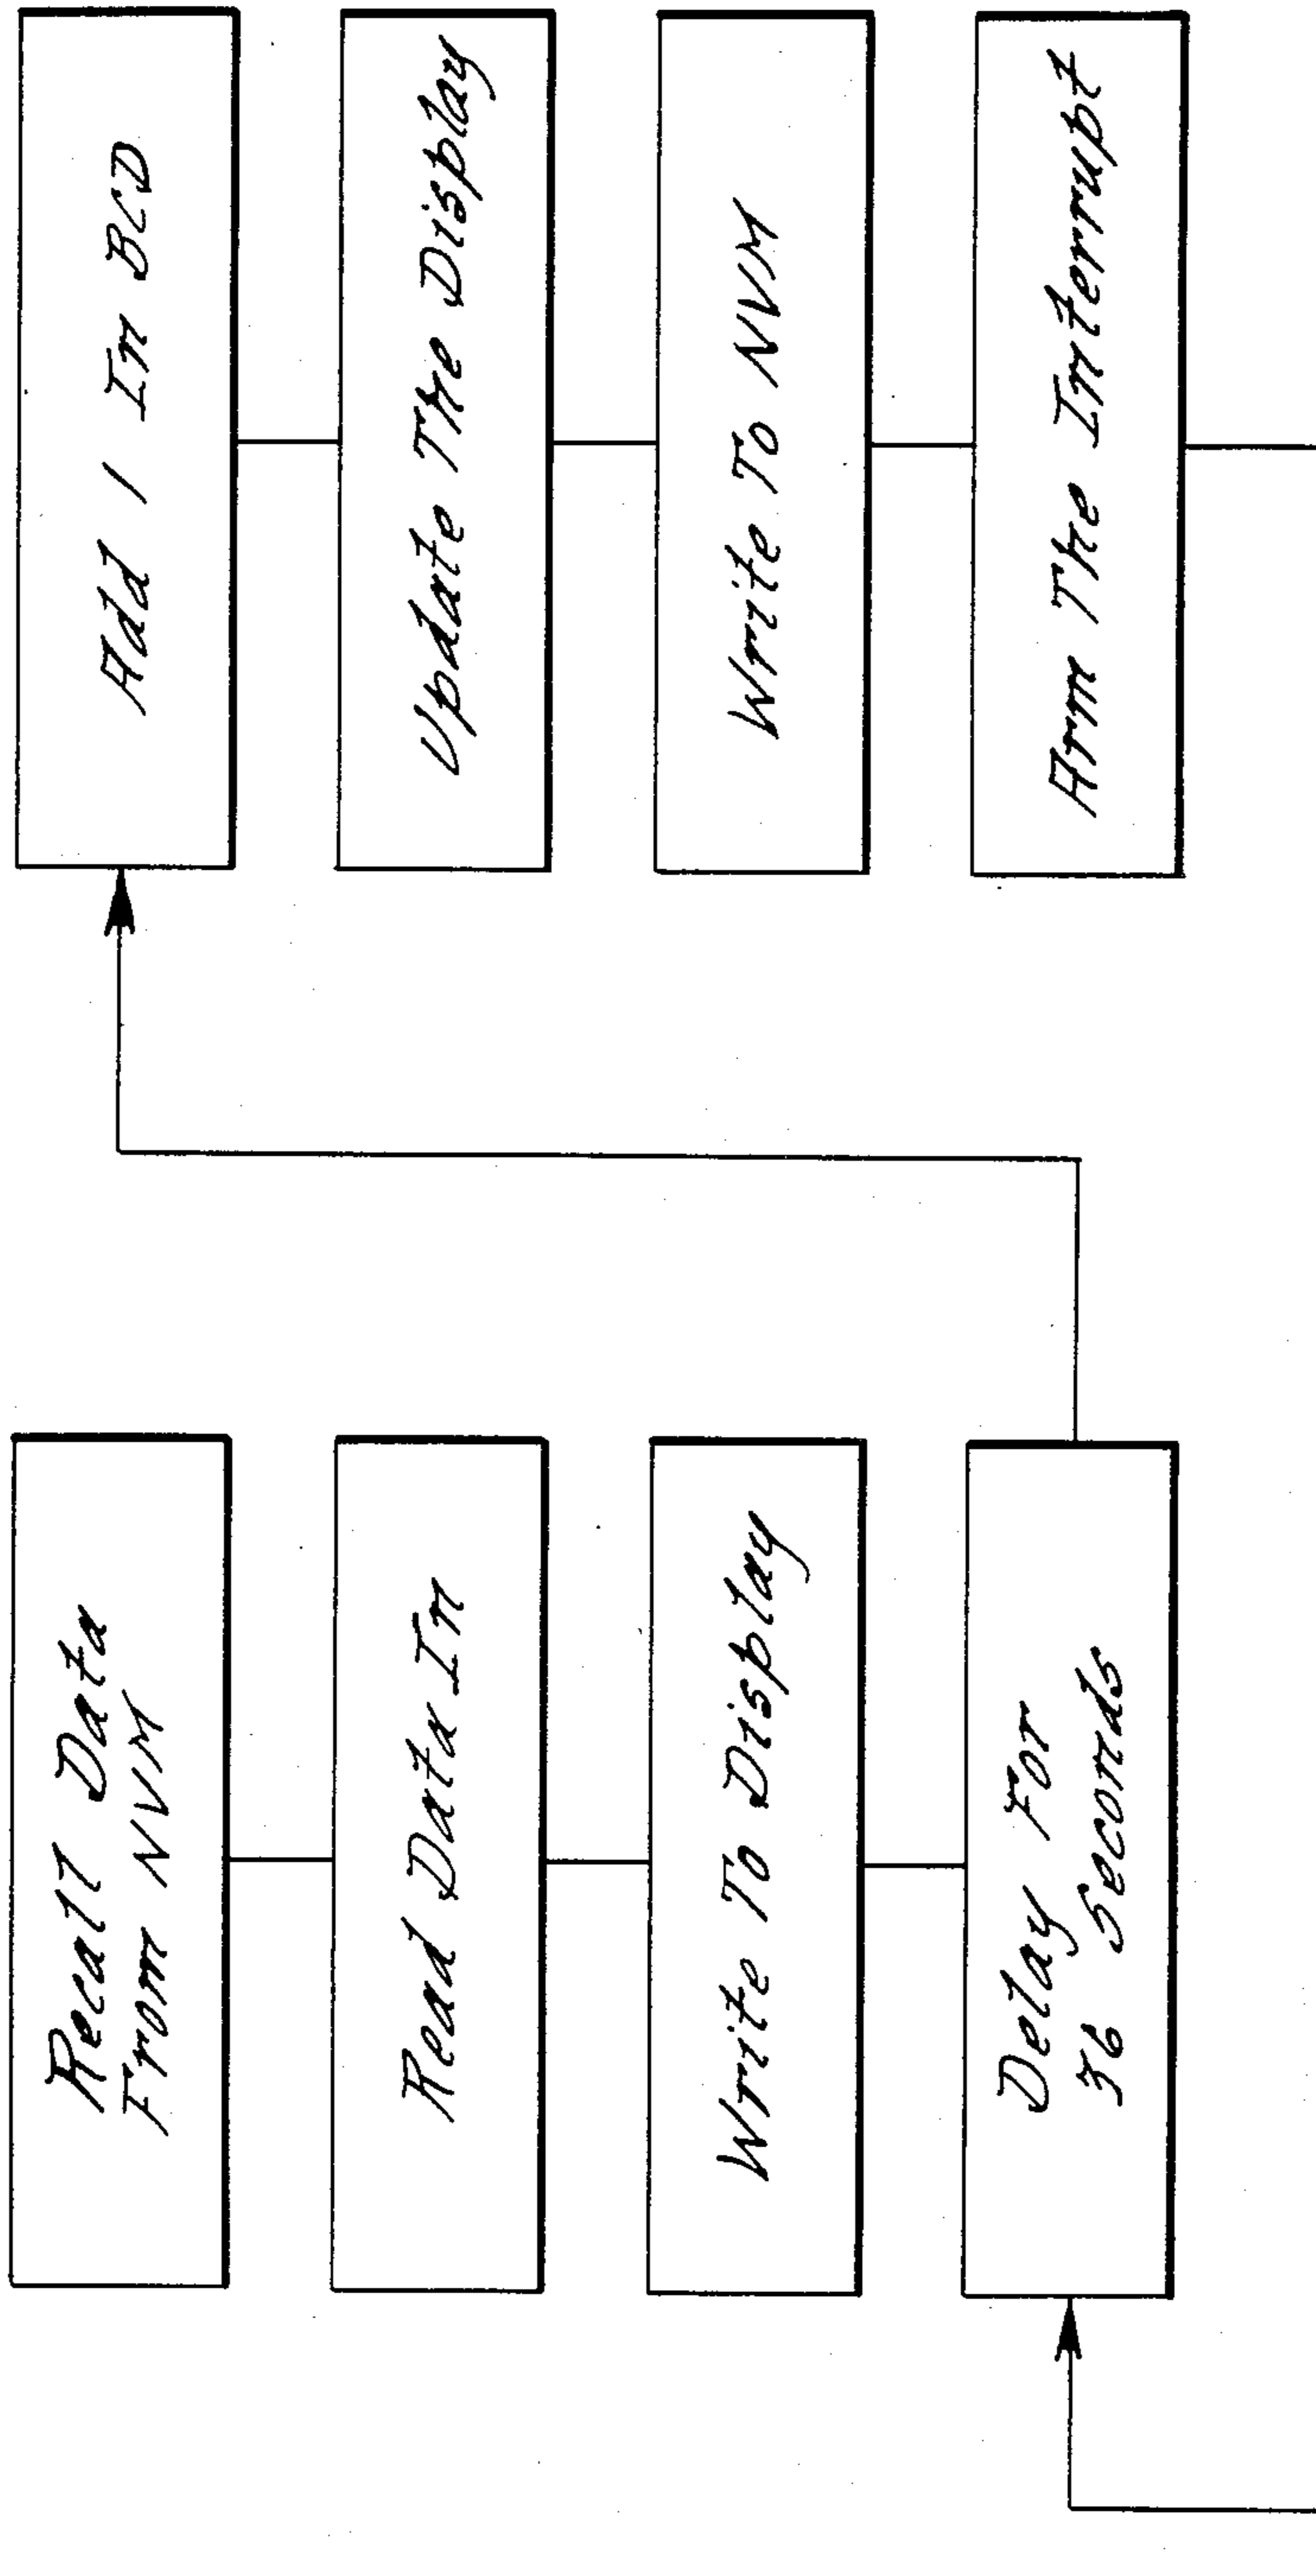 Recall Data
From NVM
Read Data In
Write To Display
Delay For
36 Seconds
Add 1 In BCD
Update The Display
Write To NVM
Arm The Interrupt